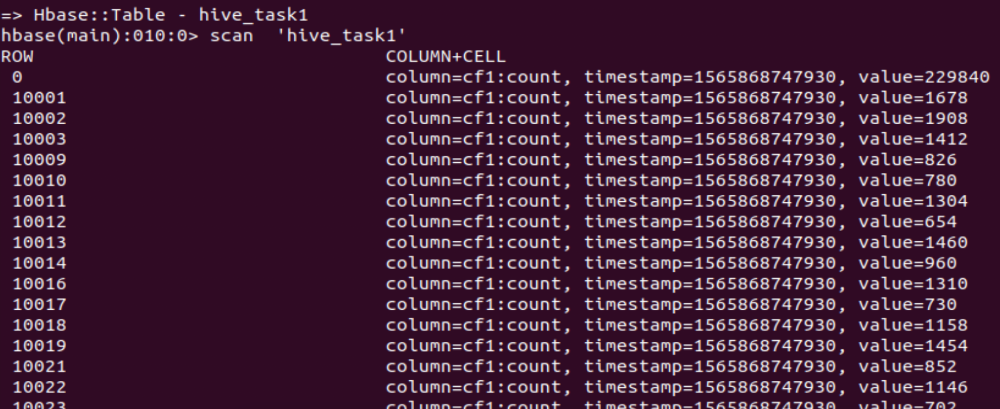 => Hbase::Table - hive_task1
hbase(main):010:0> scan  'hive_task1'
ROW COLUMN+CELL
0 column=cf1:count, timestamp=1565868747930, value=229840
10001 column=cf1:count, timestamp=1565868747930, value=1678
10002 column=cf1:count, timestamp=1565868747930, value=1908
10003 column=cf1:count, timestamp=1565868747930, value=1412
10009 column=cf1:count, timestamp=1565868747930, value=826
10010 column=cf1:count, timestamp=1565868747930, value=780
10011 column=cf1:count, timestamp=1565868747930, value=1304
10012 column=cf1:count, timestamp=1565868747930, value=654
10013 column=cf1:count, timestamp=1565868747930, value=1460
10014 column=cf1:count, timestamp=1565868747930, value=960
10016 column=cf1:count, timestamp=1565868747930, value=1310
10017 column=cf1:count, timestamp=1565868747930, value=730
10018 column=cf1:count, timestamp=1565868747930, value=1158
10019 column=cf1:count, timestamp=1565868747930, value=1454
10021 column=cf1:count, timestamp=1565868747930, value=852
10022 column=cf1:count, timestamp=1565868747930, value=1146
10023 column=cf1:count, timestamp=1565868747930, value=702